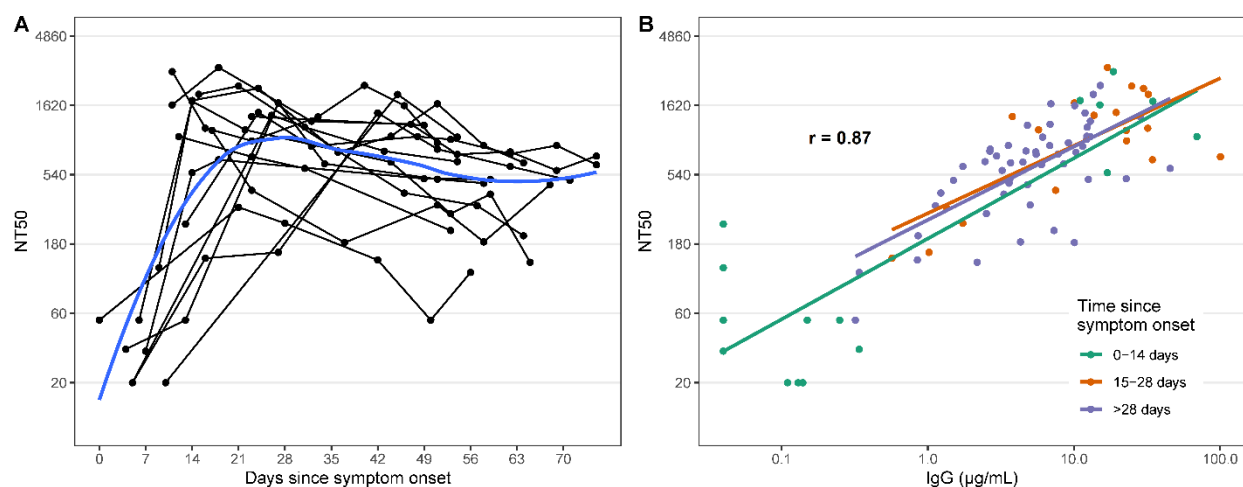 A
4860
1620
540
180
60
20
NT50
0 7 14 21 28 35 42 49 56 63 70
Days since symptom onset
B
4860
1620
540
180
60
20
NT50
r = 0.87
Time since
symptom onset
0−14 days
15−28 days
>28 days
0.1 1.0 10.0 100.0
IgG (μg/mL)